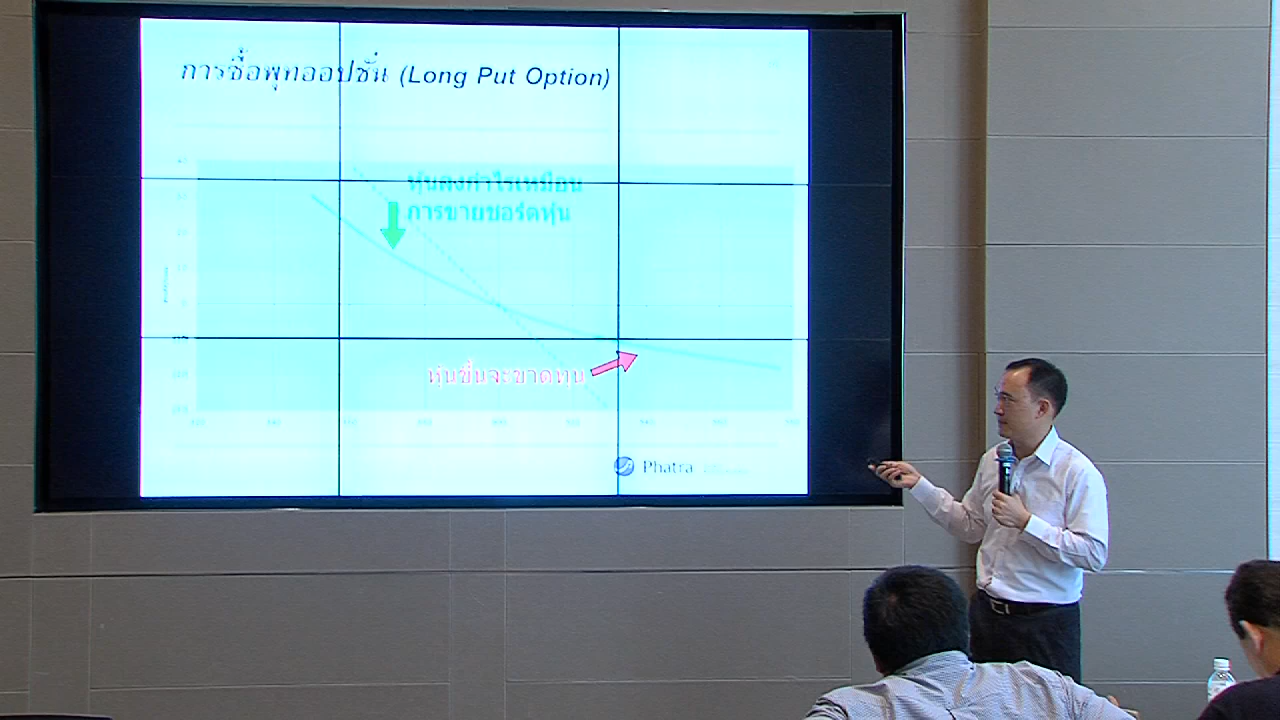 การซื้อพุทออปชั่น (Long Put Option)
หุ้นลงกำไรเหมือน
การขายชอร์ตหุ้น
หุ้นขึ้นจะขาดทุน
Phatra